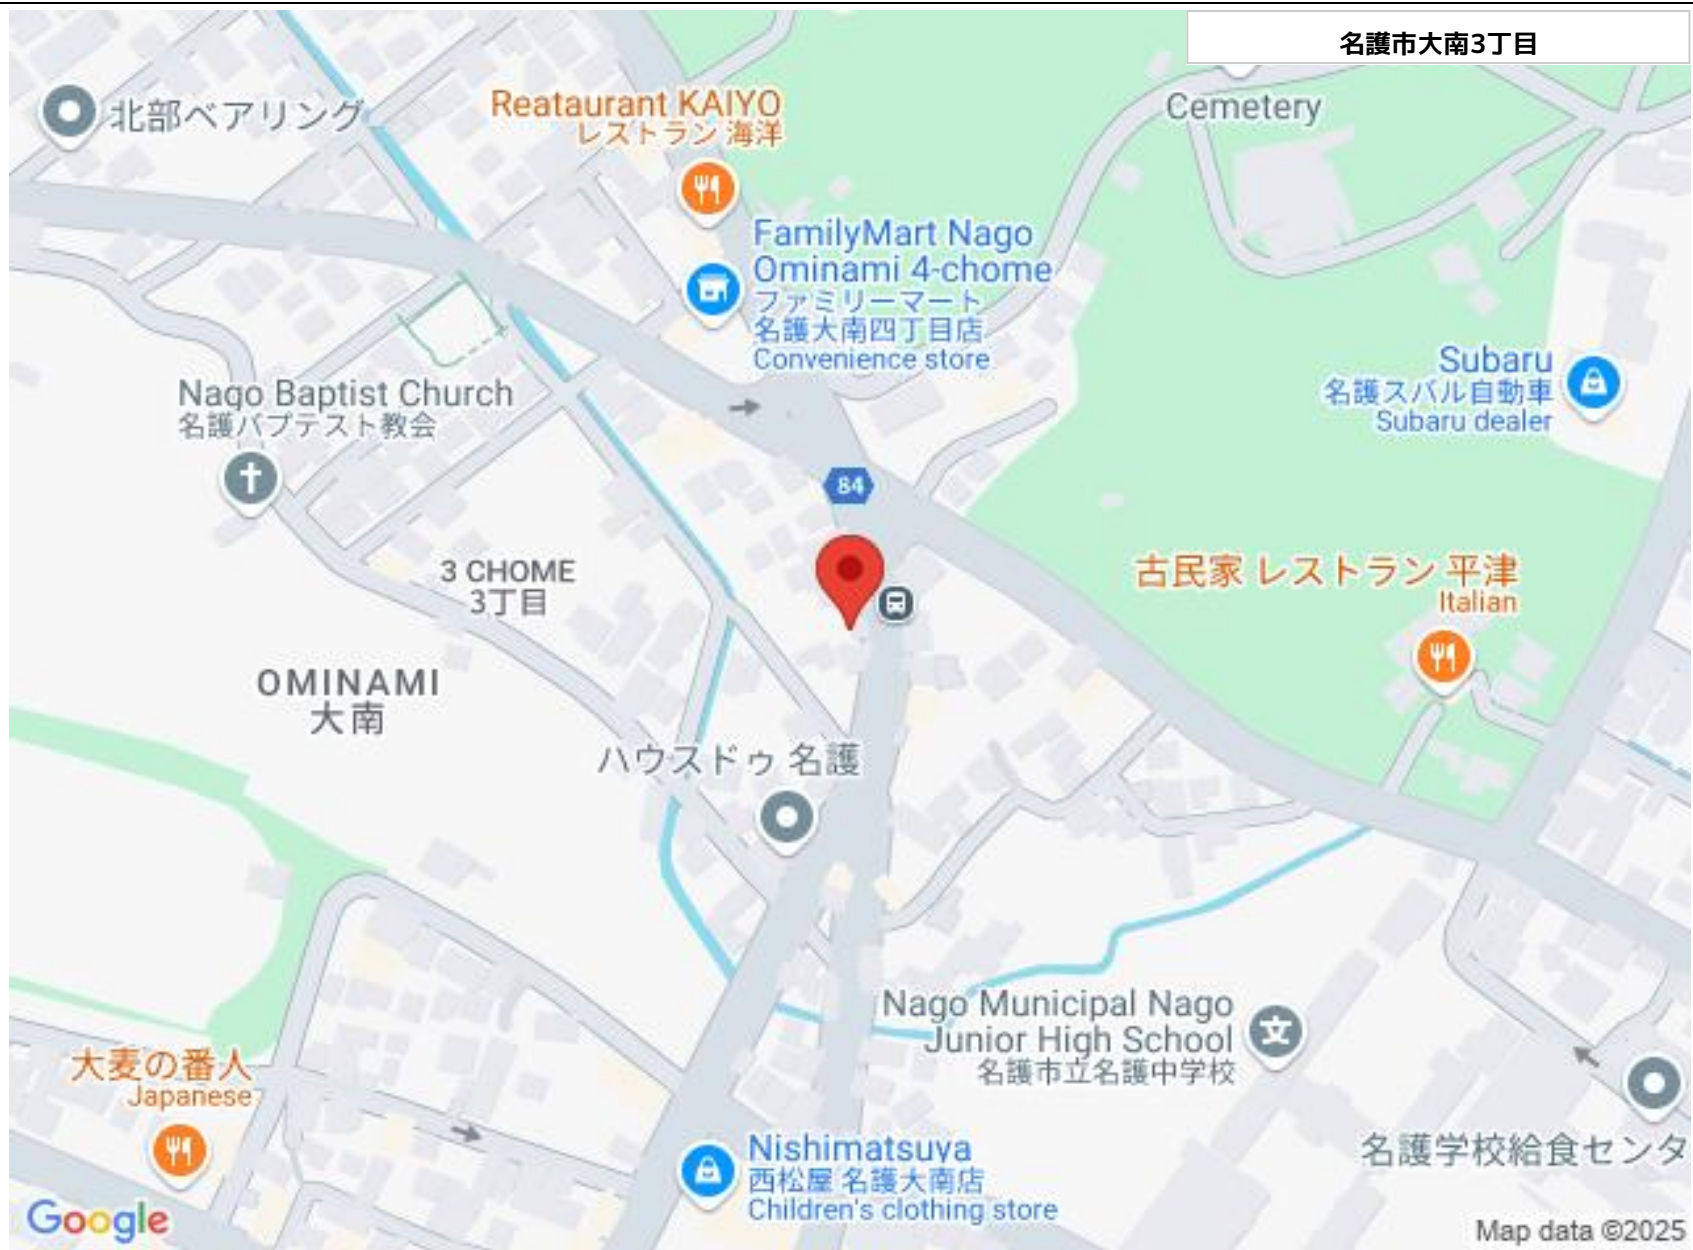 名護市大南3丁目
北部ベアリング
Reataurant KAIYO
レストラン 海洋
Cemetery
FamilyMart Nago
Ominami 4-chome
ファミリーマート
名護大南四丁目店
Convenience store
Subaru
名護スバル自動車
Subaru dealer
Nago Baptist Church
名護バプテスト教会
84
3 CHOME
3丁目
古民家 レストラン 平津
Italian
OMINAMI
大南
ハウスドゥ 名護
Nago Municipal Nago
Junior High School
名護市立名護中学校
文
大麦の番人
Japanese
Nishimatsuya
西松屋 名護大南店
Children's clothing store
名護学校給食センタ
Google
Map data ©2025